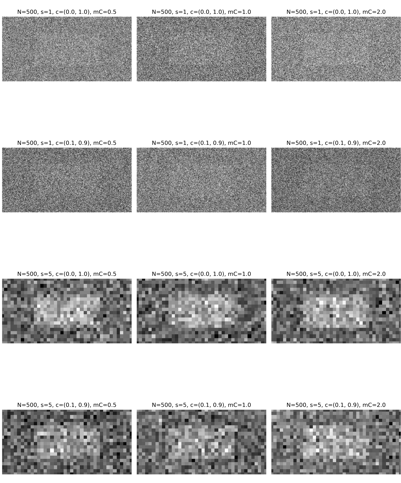 N=500, s=1, c=(0.0, 1.0), mC=0.5
N=500, s=1, c=(0.0, 1.0), mC=1.0
N=500, s=1, c=(0.0, 1.0), mC=2.0
N=500, s=1, c=(0.1, 0.9), mC=0.5
N=500, s=1, c=(0.1, 0.9), mC=1.0
N=500, s=1, c=(0.1, 0.9), mC=2.0
N=500, s=5, c=(0.0, 1.0), mC=0.5
N=500, s=5, c=(0.0, 1.0), mC=1.0
N=500, s=5, c=(0.0, 1.0), mC=2.0
N=500, s=5, c=(0.1, 0.9), mC=0.5
N=500, s=5, c=(0.1, 0.9), mC=1.0
N=500, s=5, c=(0.1, 0.9), mC=2.0